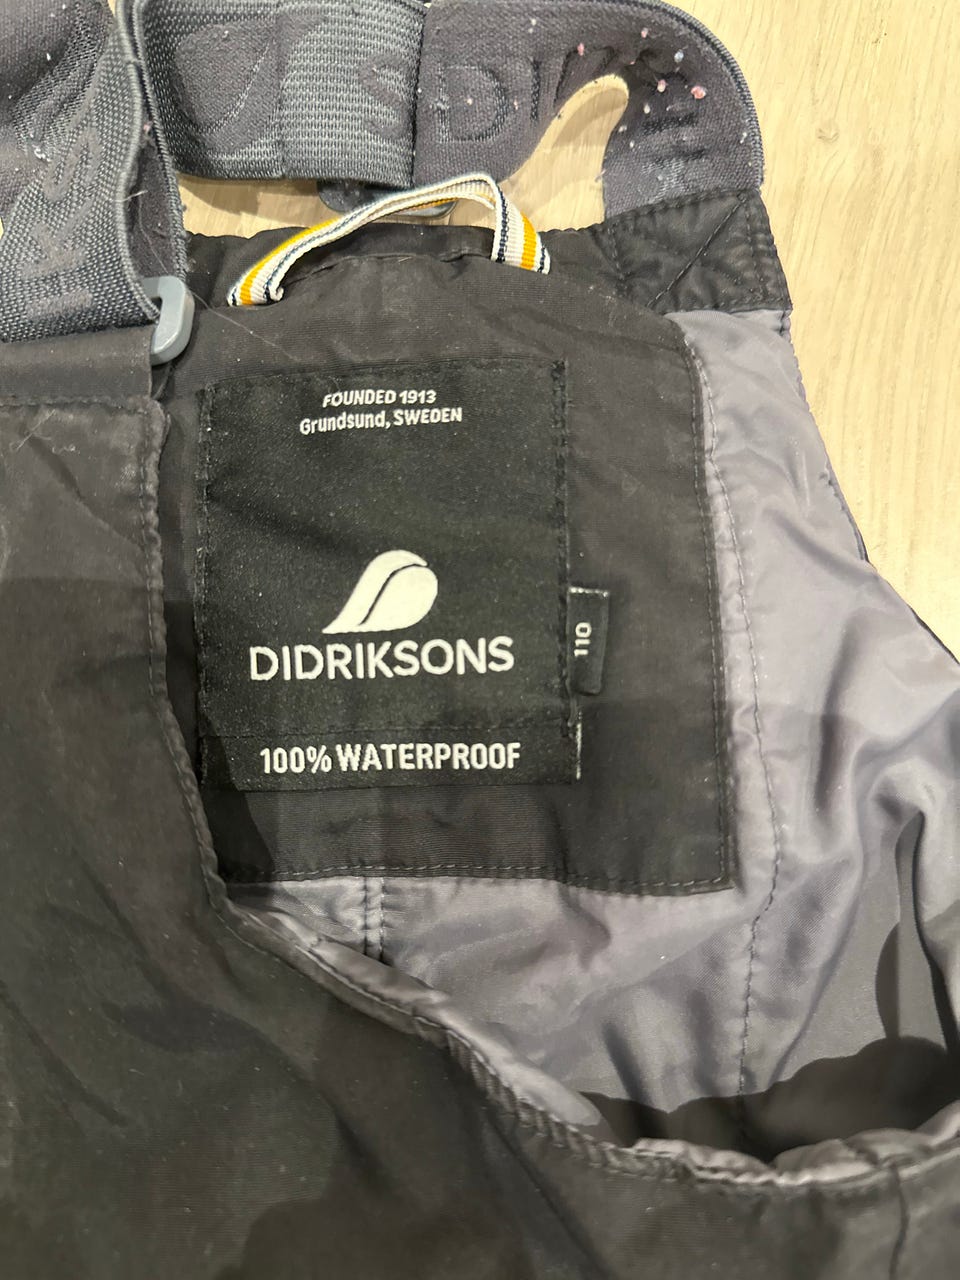 FOUNDED 1913
Grundsund, SWEDEN
DIDRIKSONS
110
100% WATERPROOF